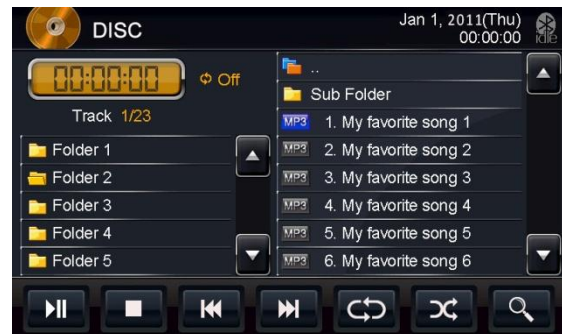 DISC
Jan 1, 2011(Thu)
00:00:00
idle
00:00:00
Off
Track 1/23
Folder 1
Folder 2
Folder 3
Folder 4
Folder 5
..
Sub Folder
MP3 1. My favorite song 1
MP3 2. My favorite song 2
MP3 3. My favorite song 3
MP3 4. My favorite song 4
MP3 5. My favorite song 5
MP3 6. My favorite song 6